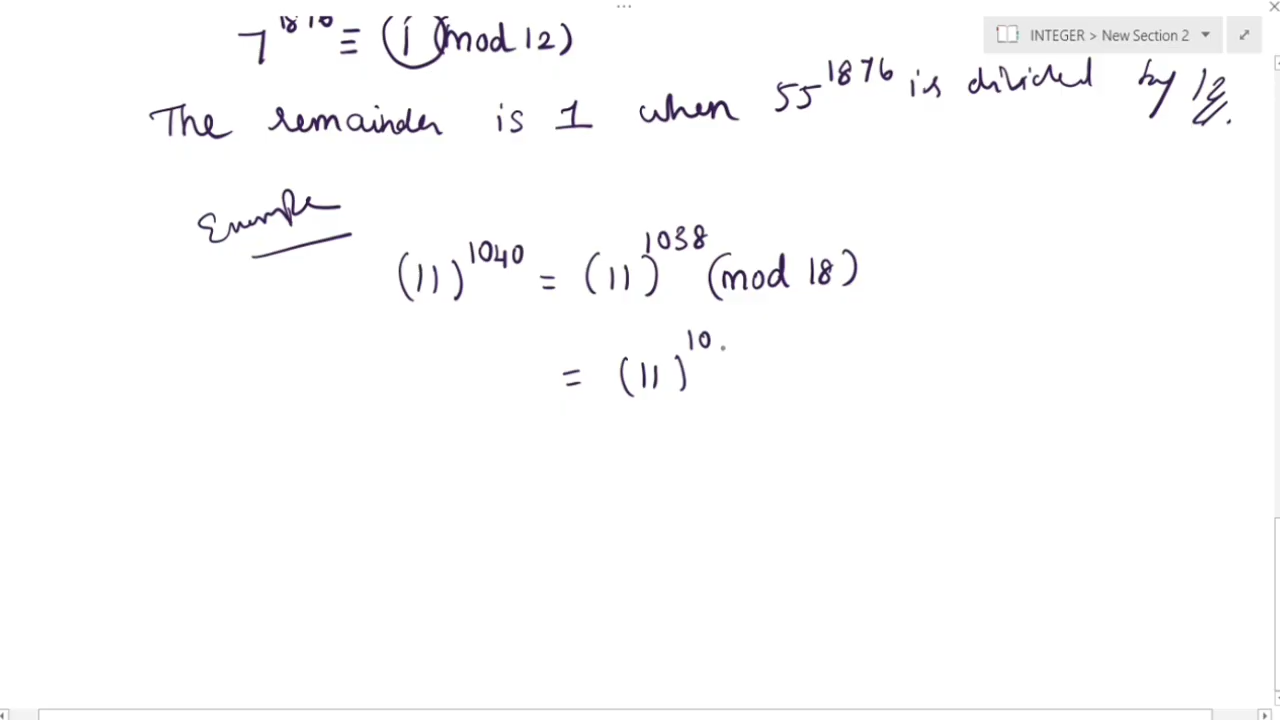 INTEGER > New Section 2
7^1876 ≡ (1)(mod 12)
The remainder is 1 when 55^1876 is divided by 12.
Example
(11)^1040 = (11)^1038 (mod 18)
= (11)^10.